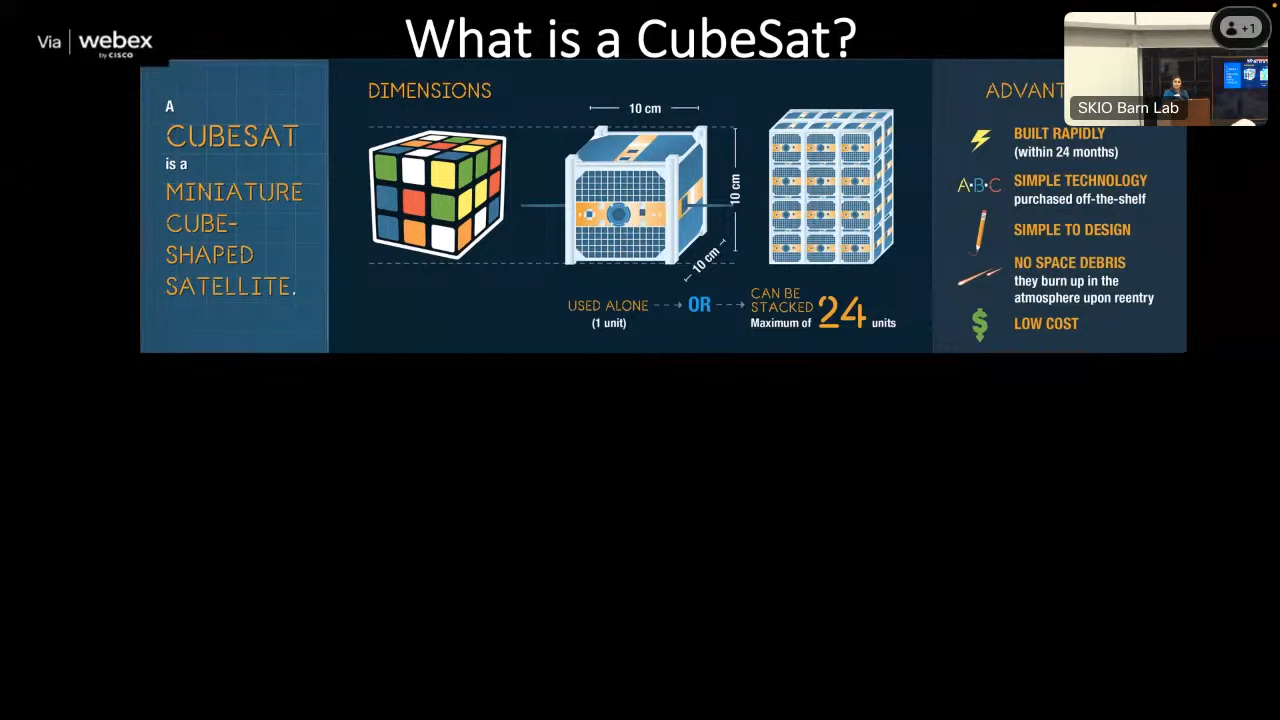 Via webex
by CISCO
What is a CubeSat?
+1
SKIO Barn Lab
A
CUBESAT
is a
MINIATURE
CUBE-
SHAPED
SATELLITE.
DIMENSIONS
10 cm
10 cm
10 cm
USED ALONE
(1 unit)
OR
CAN BE
STACKED
Maximum of 24 units
BUILT RAPIDLY
(within 24 months)
A·B·C
SIMPLE TECHNOLOGY
purchased off-the-shelf
SIMPLE TO DESIGN
NO SPACE DEBRIS
they burn up in the
atmosphere upon reentry
$
LOW COST